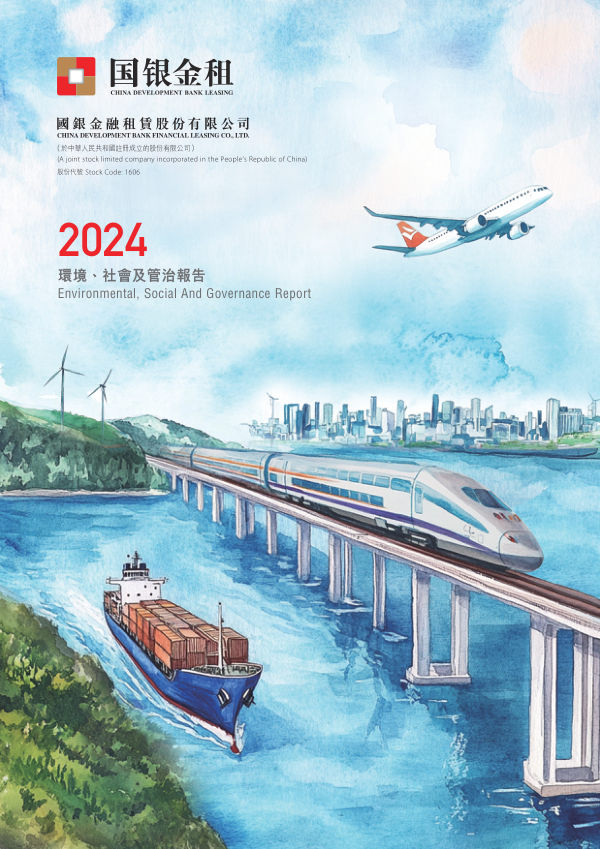 国银金租
CHINA DEVELOPMENT BANK LEASING
國銀金融租賃股份有限公司
CHINA DEVELOPMENT BANK FINANCIAL LEASING CO., LTD.
（於中華人民共和國註冊成立的股份有限公司）
(A joint stock limited company incorporated in the People's Republic of China)
股份代號 Stock Code: 1606
2024
環境、社會及管治報告
Environmental, Social And Governance Report